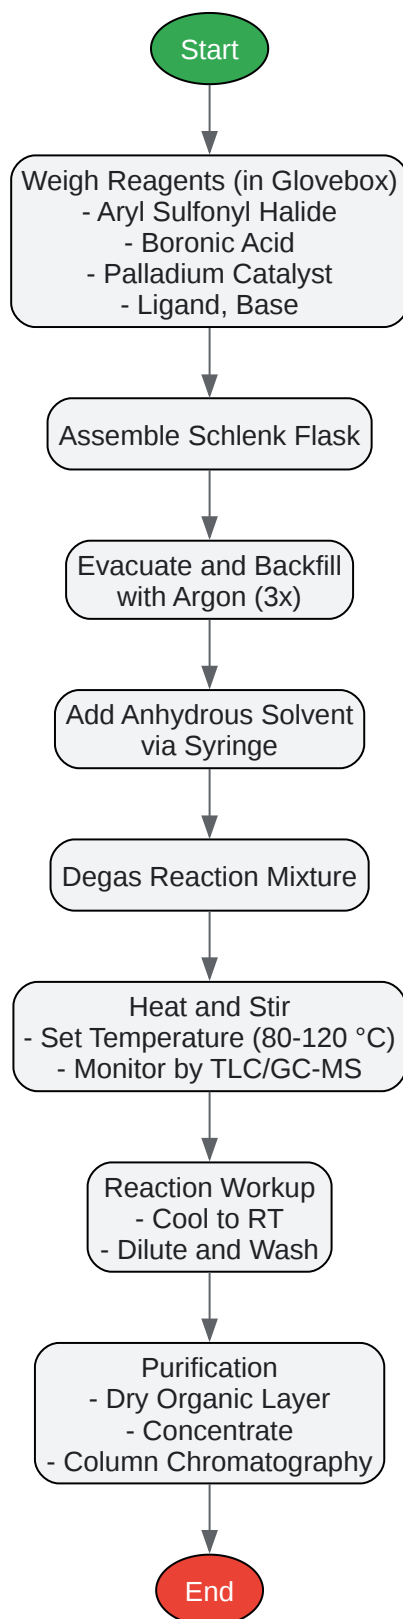 Start
Weigh Reagents (in Glovebox)
- Aryl Sulfonyl Halide
- Boronic Acid
- Palladium Catalyst
- Ligand, Base
Assemble Schlenk Flask
Evacuate and Backfill
with Argon (3x)
Add Anhydrous Solvent
via Syringe
Degas Reaction Mixture
Heat and Stir
- Set Temperature (80-120 °C)
- Monitor by TLC/GC-MS
Reaction Workup
- Cool to RT
- Dilute and Wash
Purification
- Dry Organic Layer
- Concentrate
- Column Chromatography
End